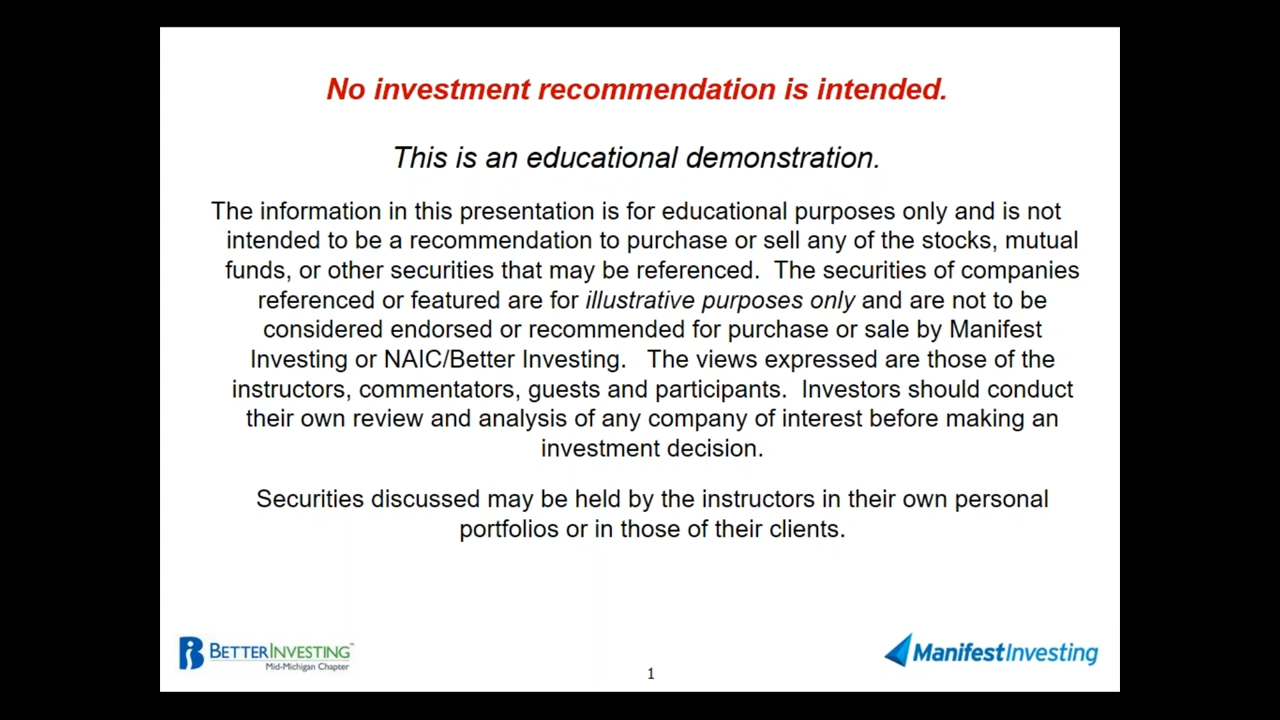 No investment recommendation is intended.
This is an educational demonstration.
The information in this presentation is for educational purposes only and is not
intended to be a recommendation to purchase or sell any of the stocks, mutual
funds, or other securities that may be referenced.  The securities of companies
referenced or featured are for illustrative purposes only and are not to be
considered endorsed or recommended for purchase or sale by Manifest
Investing or NAIC/Better Investing.   The views expressed are those of the
instructors, commentators, guests and participants.  Investors should conduct
their own review and analysis of any company of interest before making an
investment decision.
Securities discussed may be held by the instructors in their own personal
portfolios or in those of their clients.
BETTERINVESTING™
Mid-Michigan Chapter
ManifestInvesting
1